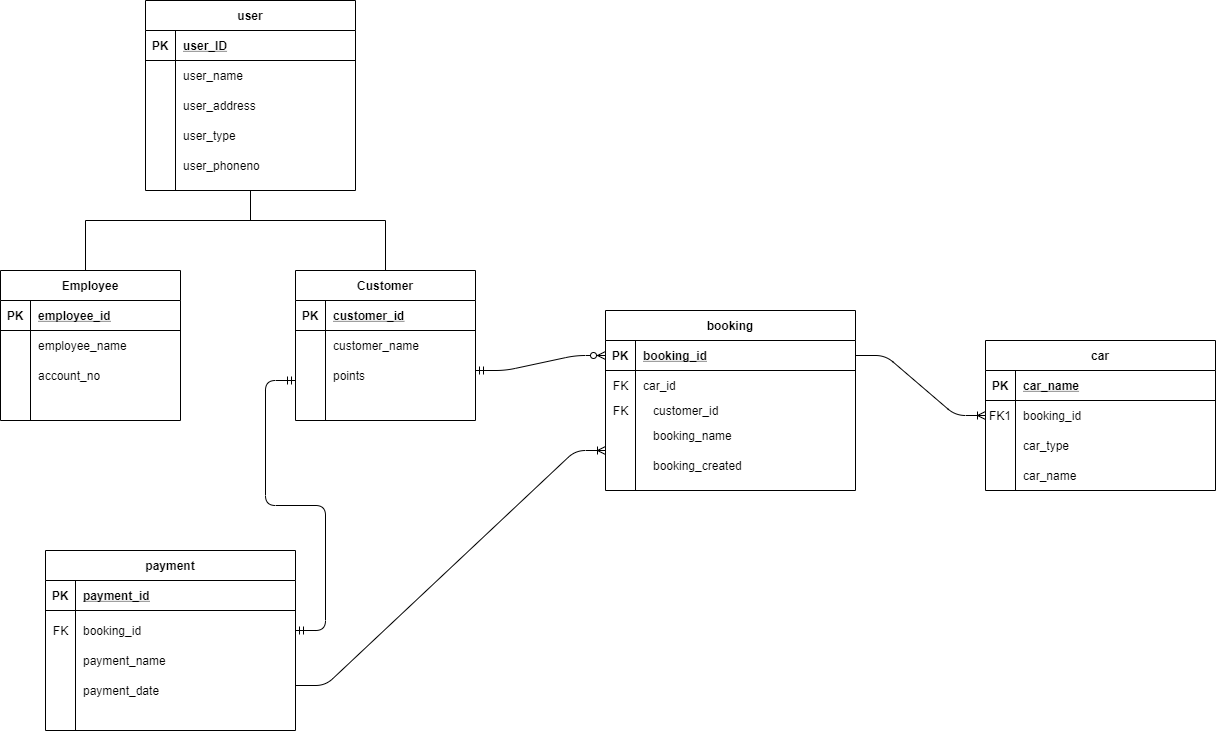 user
PK user_ID
user_name
user_address
user_type
user_phoneno
Employee
PK employee_id
employee_name
account_no
Customer
PK customer_id
customer_name
points
booking
PK booking_id
FK car_id
FK customer_id
booking_name
booking_created
car
PK car_name
FK1 booking_id
car_type
car_name
payment
PK payment_id
FK booking_id
payment_name
payment_date